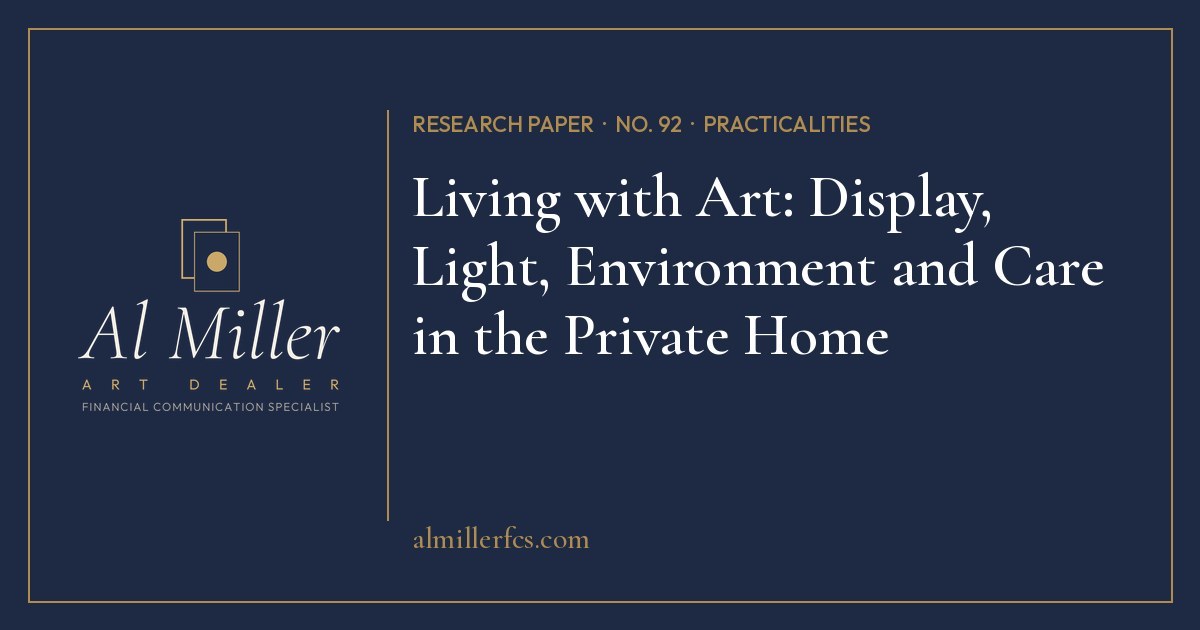 Al Miller
ART DEALER
FINANCIAL COMMUNICATION SPECIALIST
RESEARCH PAPER · NO. 92 · PRACTICALITIES
Living with Art: Display,
Light, Environment and Care
in the Private Home
almillerfcs.com